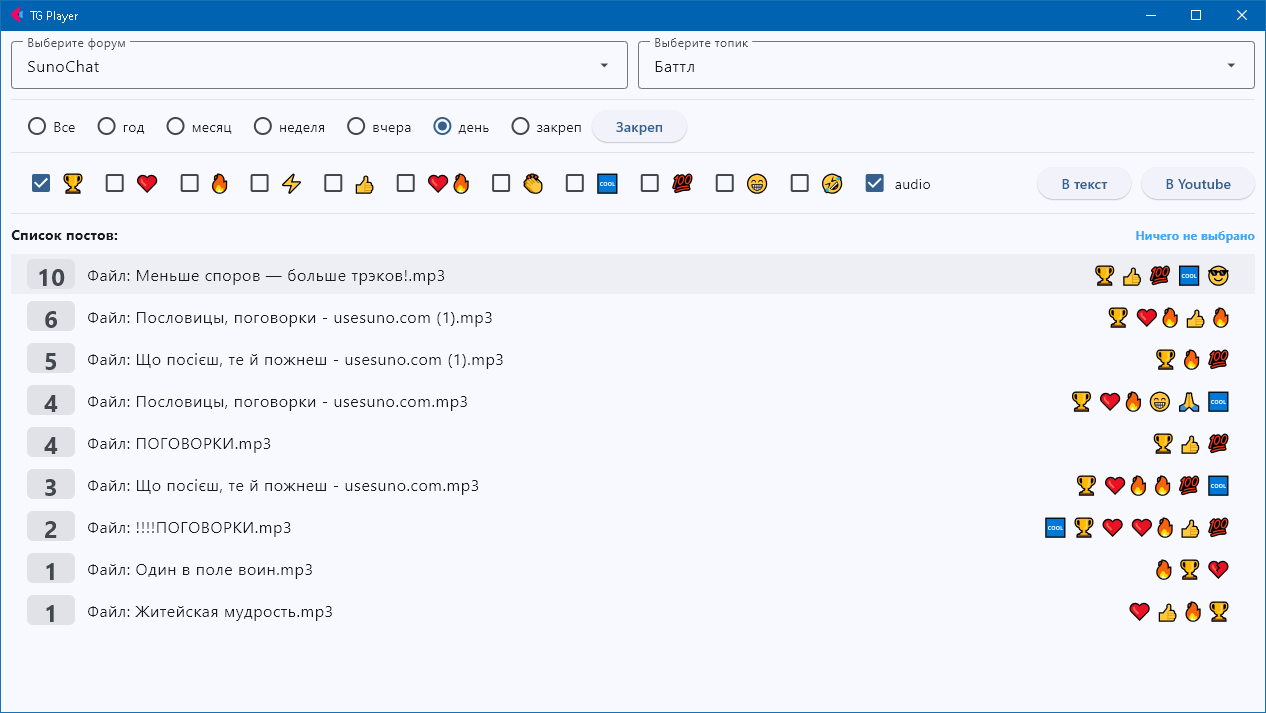 TG Player
Выберите форум
SunoChat
Выберите топик
Баттл
Все год месяц неделя вчера день закреп Закреп
🏆 ❤️ 🔥 ⚡ 👍 ❤️‍🔥 👏 🆒 💯 😁 🤣 audio В текст В Youtube
Список постов: Ничего не выбрано
10 Файл: Меньше споров — больше трэков!.mp3 🏆 👍 💯 🆒 😎
6 Файл: Пословицы, поговорки - usesuno.com (1).mp3 🏆 ❤️‍🔥 👍 🔥
5 Файл: Що посієш, те й пожнеш - usesuno.com (1).mp3 🏆 🔥 💯
4 Файл: Пословицы, поговорки - usesuno.com.mp3 🏆 ❤️‍🔥 😁 🙏 🆒
4 Файл: ПОГОВОРКИ.mp3 🏆 👍 💯
3 Файл: Що посієш, те й пожнеш - usesuno.com.mp3 🏆 ❤️‍🔥 🔥 💯 🆒
2 Файл: !!!!ПОГОВОРКИ.mp3 🆒 🏆 ❤️ ❤️‍🔥 👍 💯
1 Файл: Один в поле воин.mp3 🔥 🏆 💔
1 Файл: Житейская мудрость.mp3 ❤️ 👍 🔥 🏆